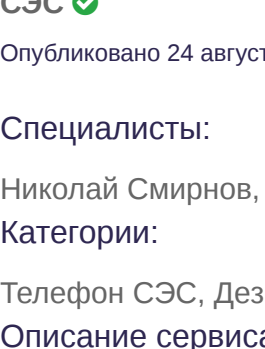 СЭС
Опубликовано 24 август
Специалисты:
Николай Смирнов,
Категории:
Телефон СЭС, Дез
Описание сервиса